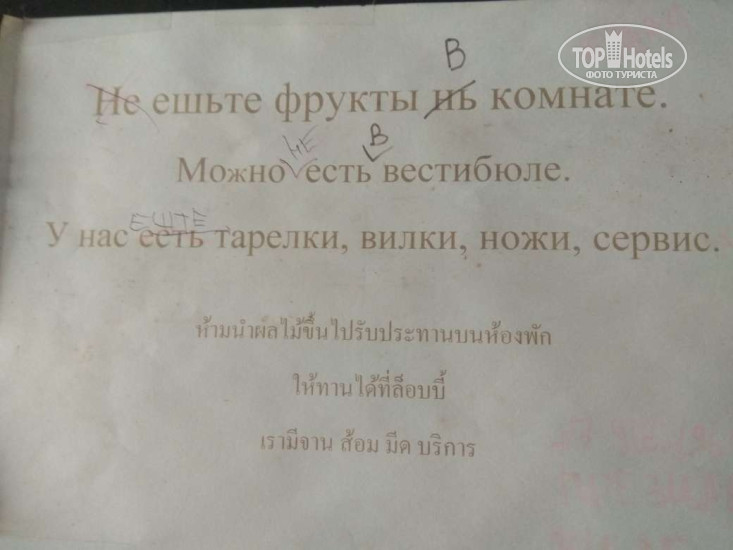 TOP Hotels
ФОТО ТУРИСТА
В
Не ешьте фрукты нь комнате.
НЕ В
Можно есть вестибюле.
ЕШТЕ
У нас есть тарелки, вилки, ножи, сервис.
ห้ามนำผลไม้ขึ้นไปรับประทานบนห้องพัก
ให้ทานได้ที่ล็อบบี้
เรามีจาน ส้อม มีด บริการ